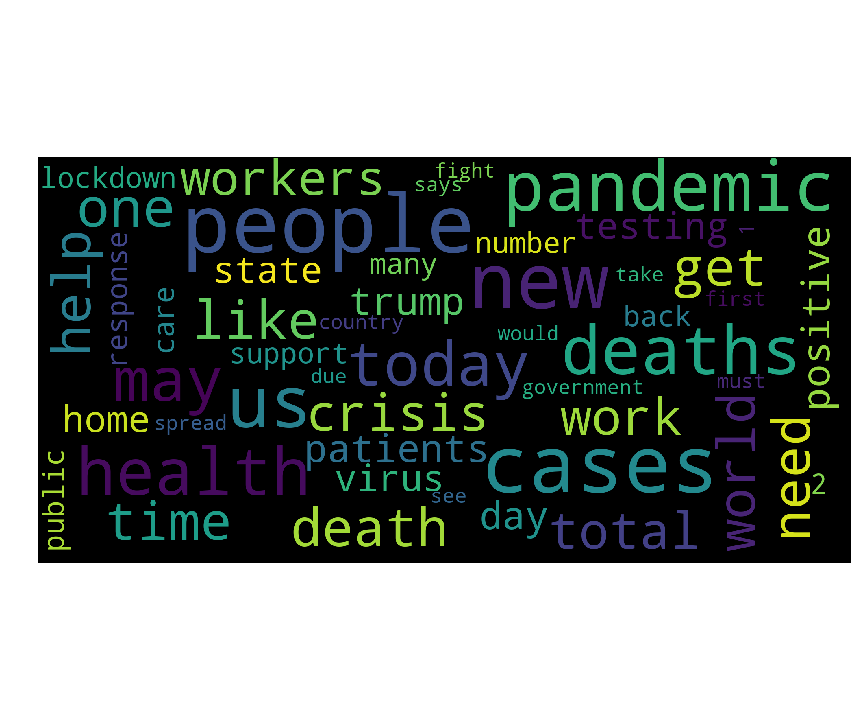 fight
lockdown workers says pandemic
one people
testing 1
help response number
state many new take get positive
care like trump first
country would back
support today deaths
may due government must
us
home spread crisis work
health patients cases world need
public virus see 2
time death day total